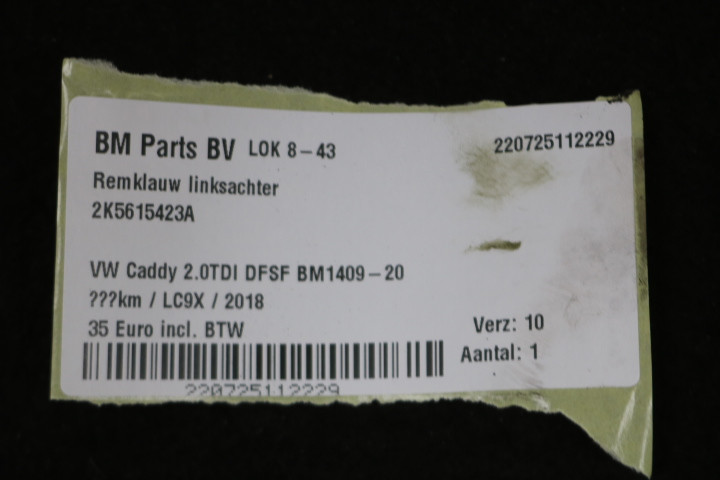 BM Parts BV LOK 8-43 220725112229
Remklauw linksachter
2K5615423A
VW Caddy 2.0TDI DFSF BM1409-20
???km / LC9X / 2018
35 Euro incl. BTW Verz: 10
Aantal: 1
220725112229